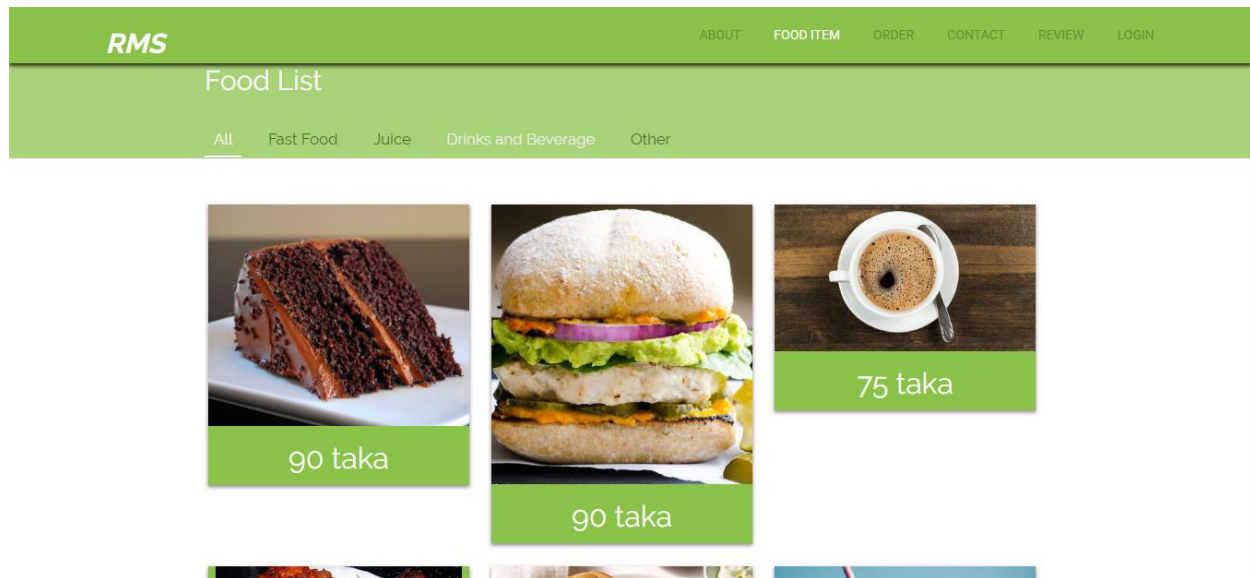 RMS
ABOUT FOOD ITEM ORDER CONTACT REVIEW LOGIN
Food List
All Fast Food Juice Drinks and Beverage Other
90 taka
90 taka
75 taka